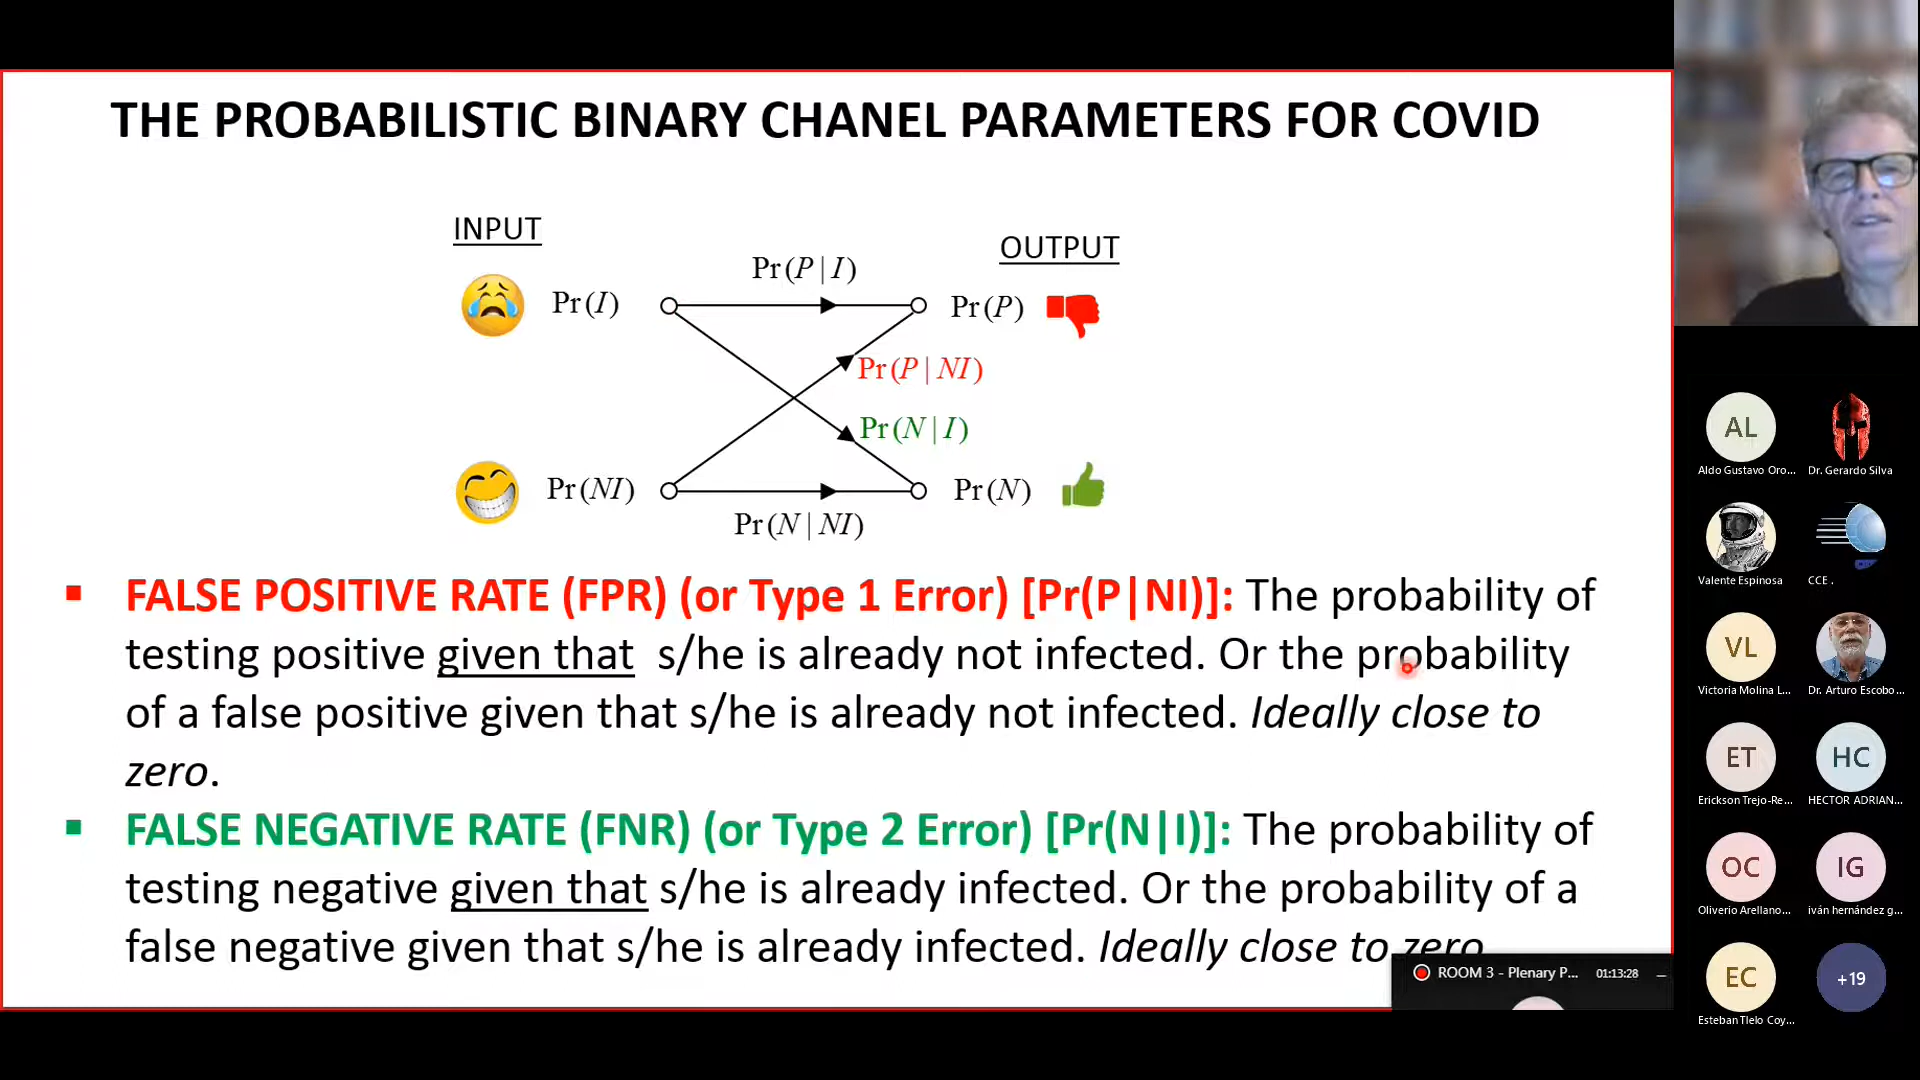 THE PROBABILISTIC BINARY CHANEL PARAMETERS FOR COVID
INPUT
OUTPUT
Pr(P|I)
Pr(I)
Pr(P)
Pr(P|NI)
Pr(N|I)
Pr(NI)
Pr(N)
Pr(N|NI)
▪ FALSE POSITIVE RATE (FPR) (or Type 1 Error) [Pr(P|NI)]: The probability of
testing positive given that s/he is already not infected. Or the probability
of a false positive given that s/he is already not infected. Ideally close to
zero.
▪ FALSE NEGATIVE RATE (FNR) (or Type 2 Error) [Pr(N|I)]: The probability of
testing negative given that s/he is already infected. Or the probability of a
false negative given that s/he is already infected. Ideally close to zero
ROOM 3 - Plenary P... 01:13:28
AL
Aldo Gustavo Oro...
Dr. Gerardo Silva
Valente Espinosa
CCE .
VL
Victoria Molina L...
Dr. Arturo Escobo...
ET
HC
Erickson Trejo-Re...
HECTOR ADRIAN...
OC
IG
Oliverio Arellano...
iván hernández g...
EC
+19
Esteban Tlelo Coy...